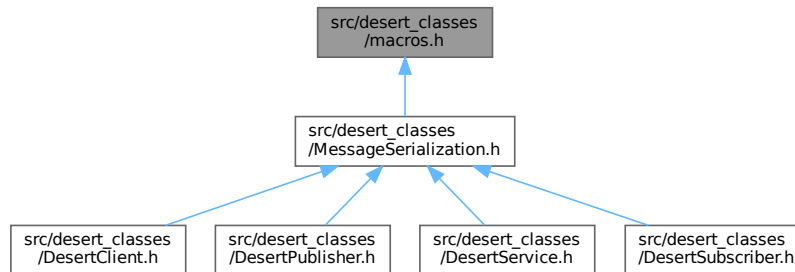 src/desert_classes
/macros.h
src/desert_classes
/MessageSerialization.h
src/desert_classes
/DesertClient.h
src/desert_classes
/DesertPublisher.h
src/desert_classes
/DesertService.h
src/desert_classes
/DesertSubscriber.h